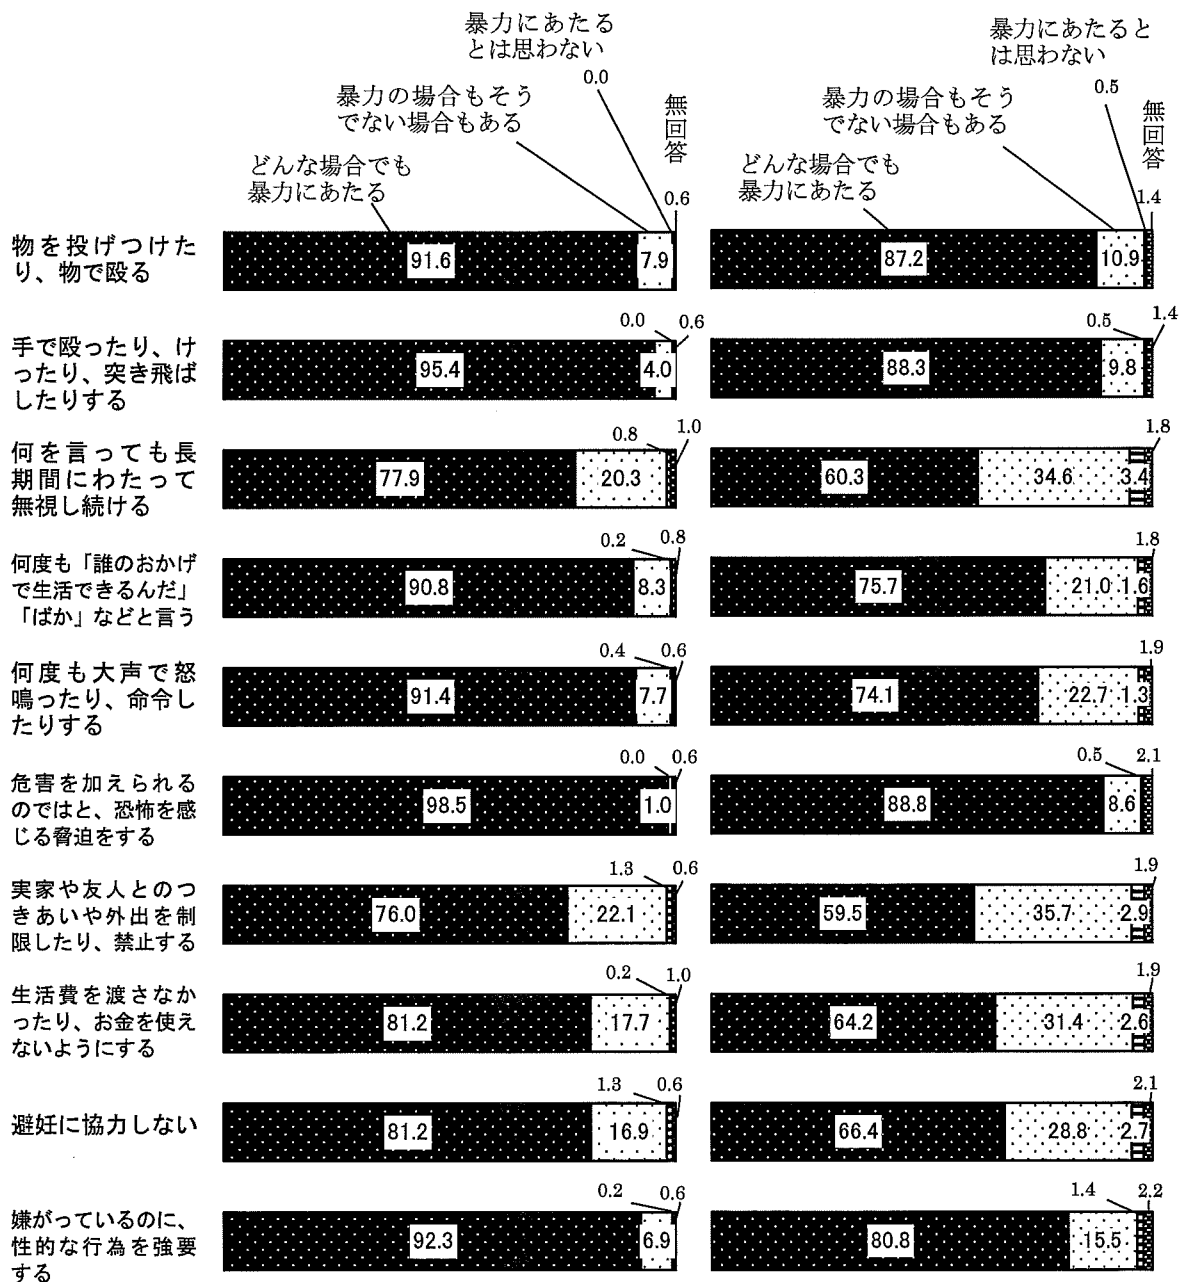 暴力にあたる
とは思わない
0.0
暴力の場合もそう
でない場合もある
無回答
どんな場合でも
暴力にあたる
0.6
暴力にあたると
は思わない
0.5
暴力の場合もそう
でない場合もある
無回答
どんな場合でも
暴力にあたる
1.4
物を投げつけた
り、物で殴る
91.6
7.9
87.2
10.9
0.0
0.6
0.5
1.4
手で殴ったり、け
ったり、突き飛ば
したりする
95.4
4.0
88.3
9.8
0.8
1.0
1.8
何を言っても長
期間にわたって
無視し続ける
77.9
20.3
60.3
34.6
3.4
0.2
0.8
1.8
何度も「誰のおかげ
で生活できるんだ」
「ばか」などと言う
90.8
8.3
75.7
21.0
1.6
0.4
0.6
1.9
何度も大声で怒
鳴ったり、命令し
たりする
91.4
7.7
74.1
22.7
1.3
0.0
0.6
0.5
2.1
危害を加えられる
のではと、恐怖を感
じる脅迫をする
98.5
1.0
88.8
8.6
1.3
0.6
1.9
実家や友人とのつ
きあいや外出を制
限したり、禁止する
76.0
22.1
59.5
35.7
2.9
0.2
1.0
1.9
生活費を渡さなか
ったり、お金を使え
ないようにする
81.2
17.7
64.2
31.4
2.6
1.3
0.6
2.1
避妊に協力しない
81.2
16.9
66.4
28.8
2.7
0.2
0.6
1.4
2.2
嫌がっているのに、
性的な行為を強要
する
92.3
6.9
80.8
15.5